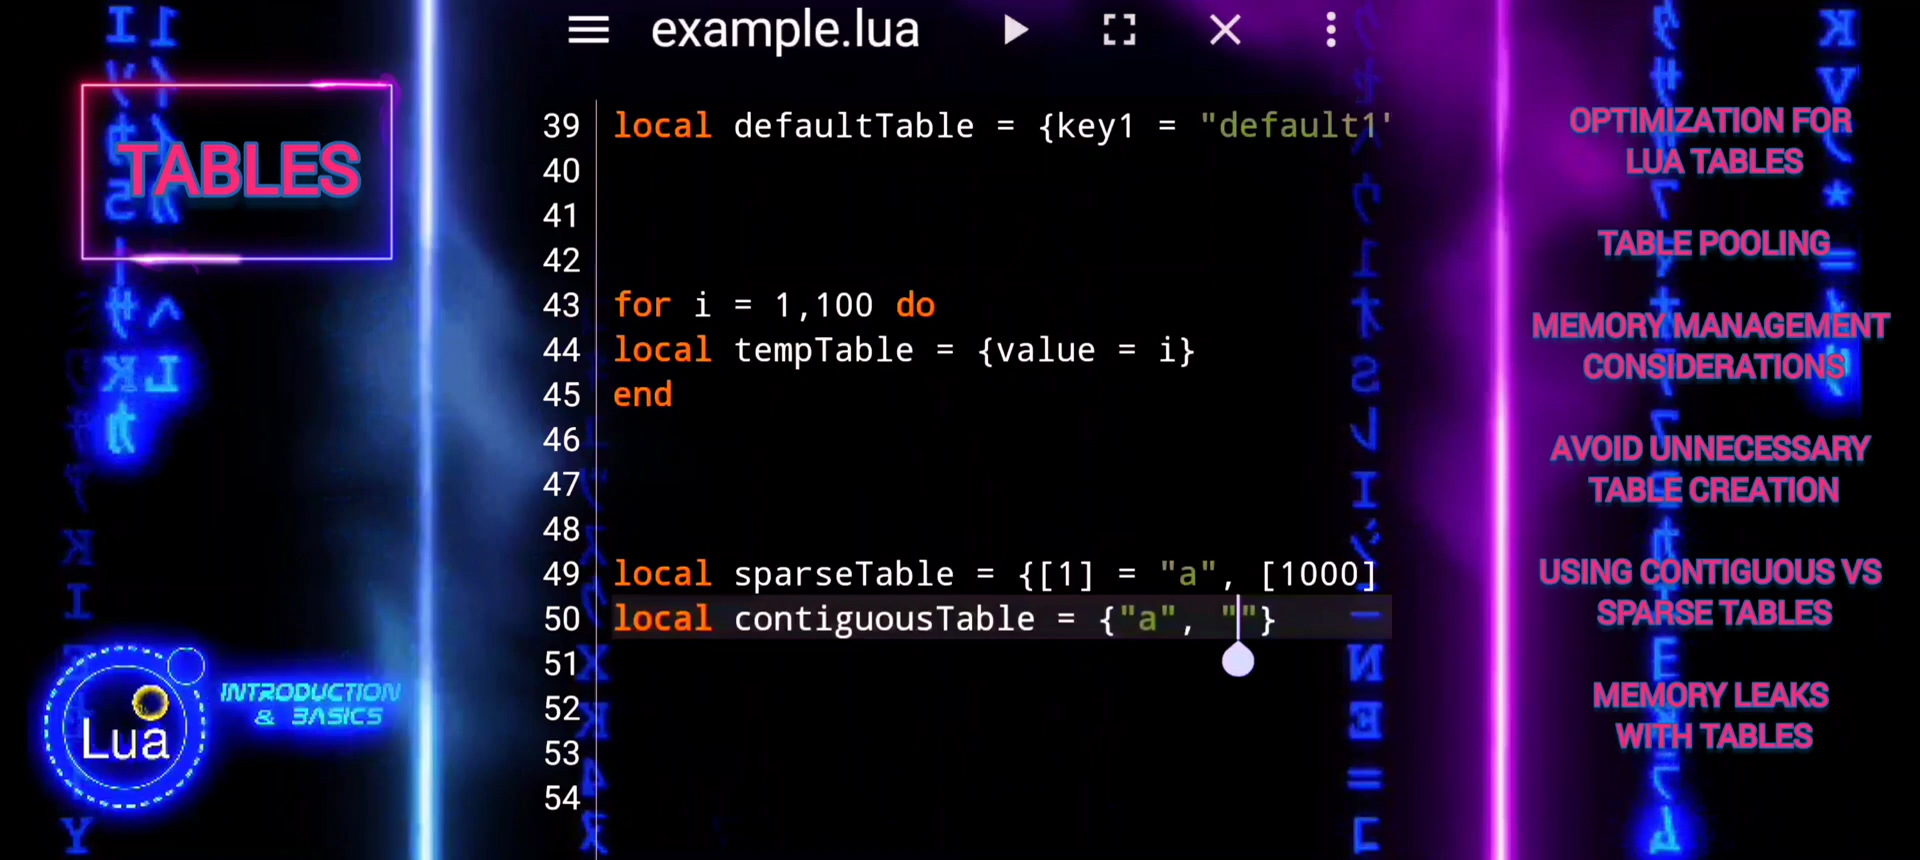 TABLES
Lua
INTRODUCTION
& BASICS
example.lua
39 local defaultTable = {key1 = "default1"
40
41
42
43 for i = 1,100 do
44 local tempTable = {value = i}
45 end
46
47
48
49 local sparseTable = {[1] = "a", [1000]
50 local contiguousTable = {"a", ""}
51
52
53
54
OPTIMIZATION FOR
LUA TABLES
TABLE POOLING
MEMORY MANAGEMENT
CONSIDERATIONS
AVOID UNNECESSARY
TABLE CREATION
USING CONTIGUOUS VS
SPARSE TABLES
MEMORY LEAKS
WITH TABLES